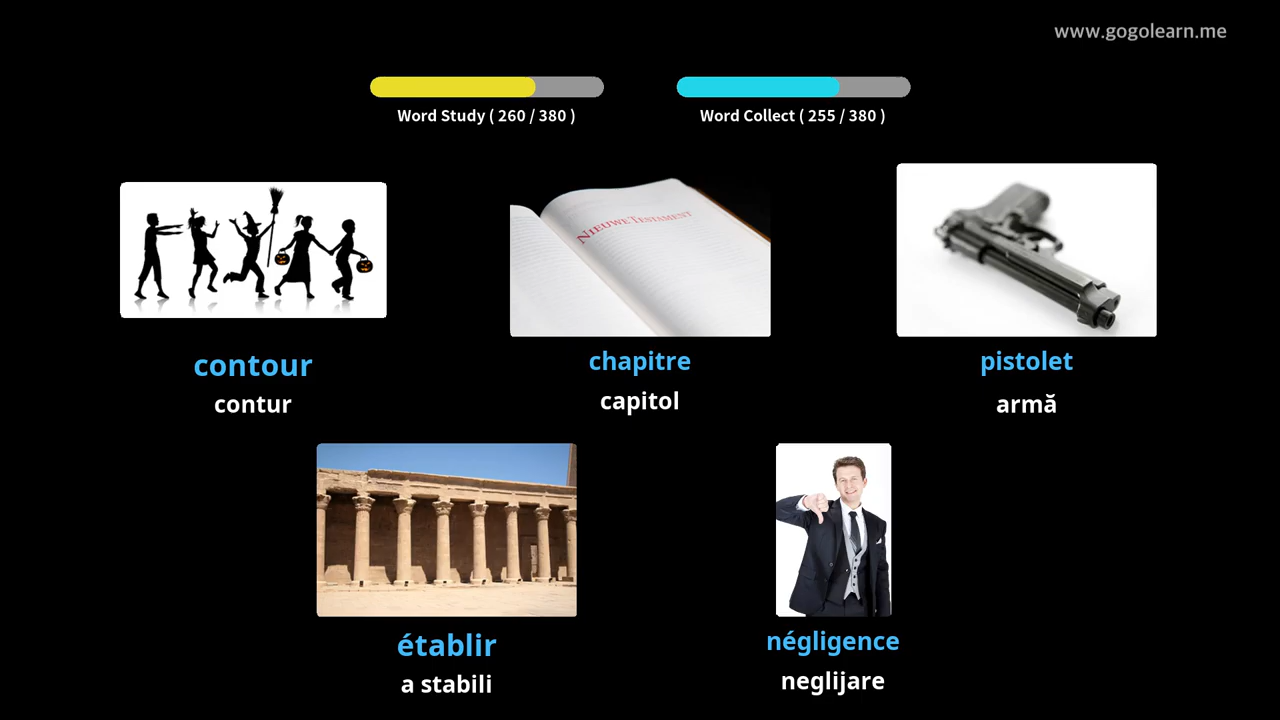 www.gogolearn.me
Word Study ( 260 / 380 )
Word Collect ( 255 / 380 )
NIEUWE TESTAMENT
contour
contur
chapitre
capitol
pistolet
armă
établir
a stabili
négligence
neglijare